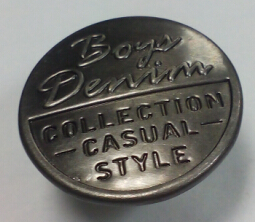 Boys
Denim
COLLECTION
— CASUAL —
STYLE